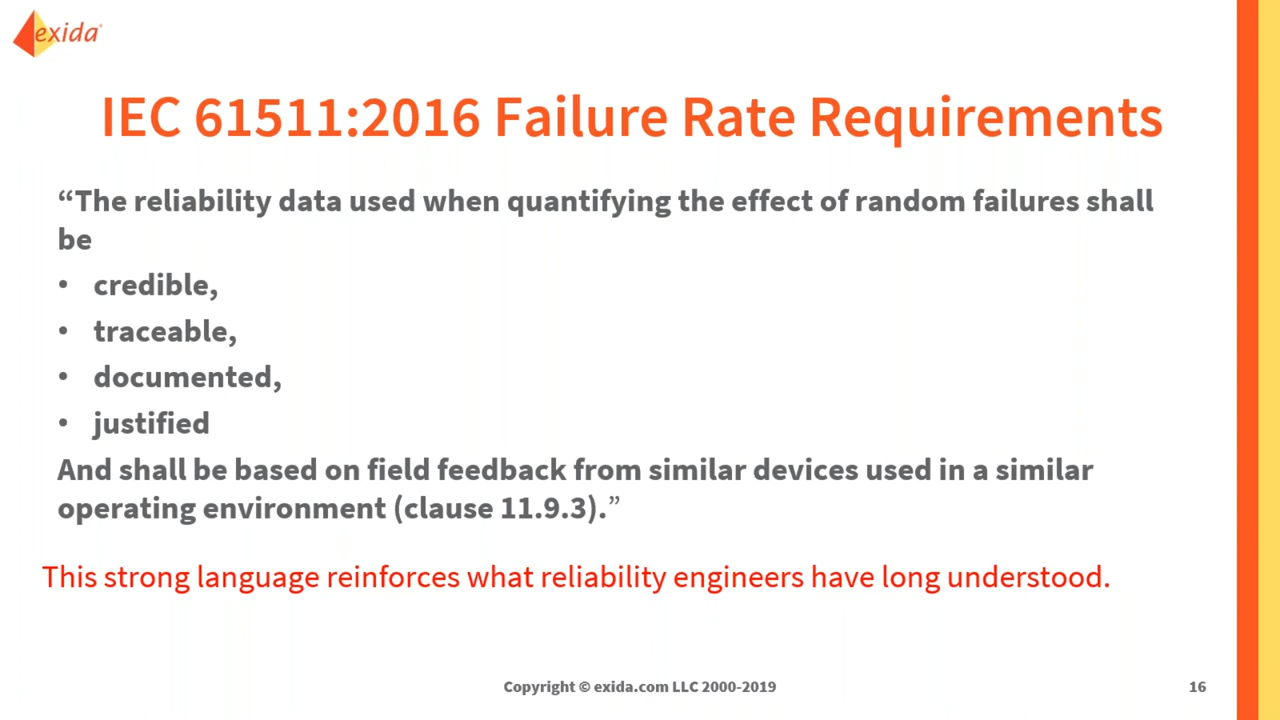 exida
IEC 61511:2016 Failure Rate Requirements
“The reliability data used when quantifying the effect of random failures shall
be
• credible,
• traceable,
• documented,
• justified
And shall be based on field feedback from similar devices used in a similar
operating environment (clause 11.9.3).”
This strong language reinforces what reliability engineers have long understood.
Copyright © exida.com LLC 2000-2019
16